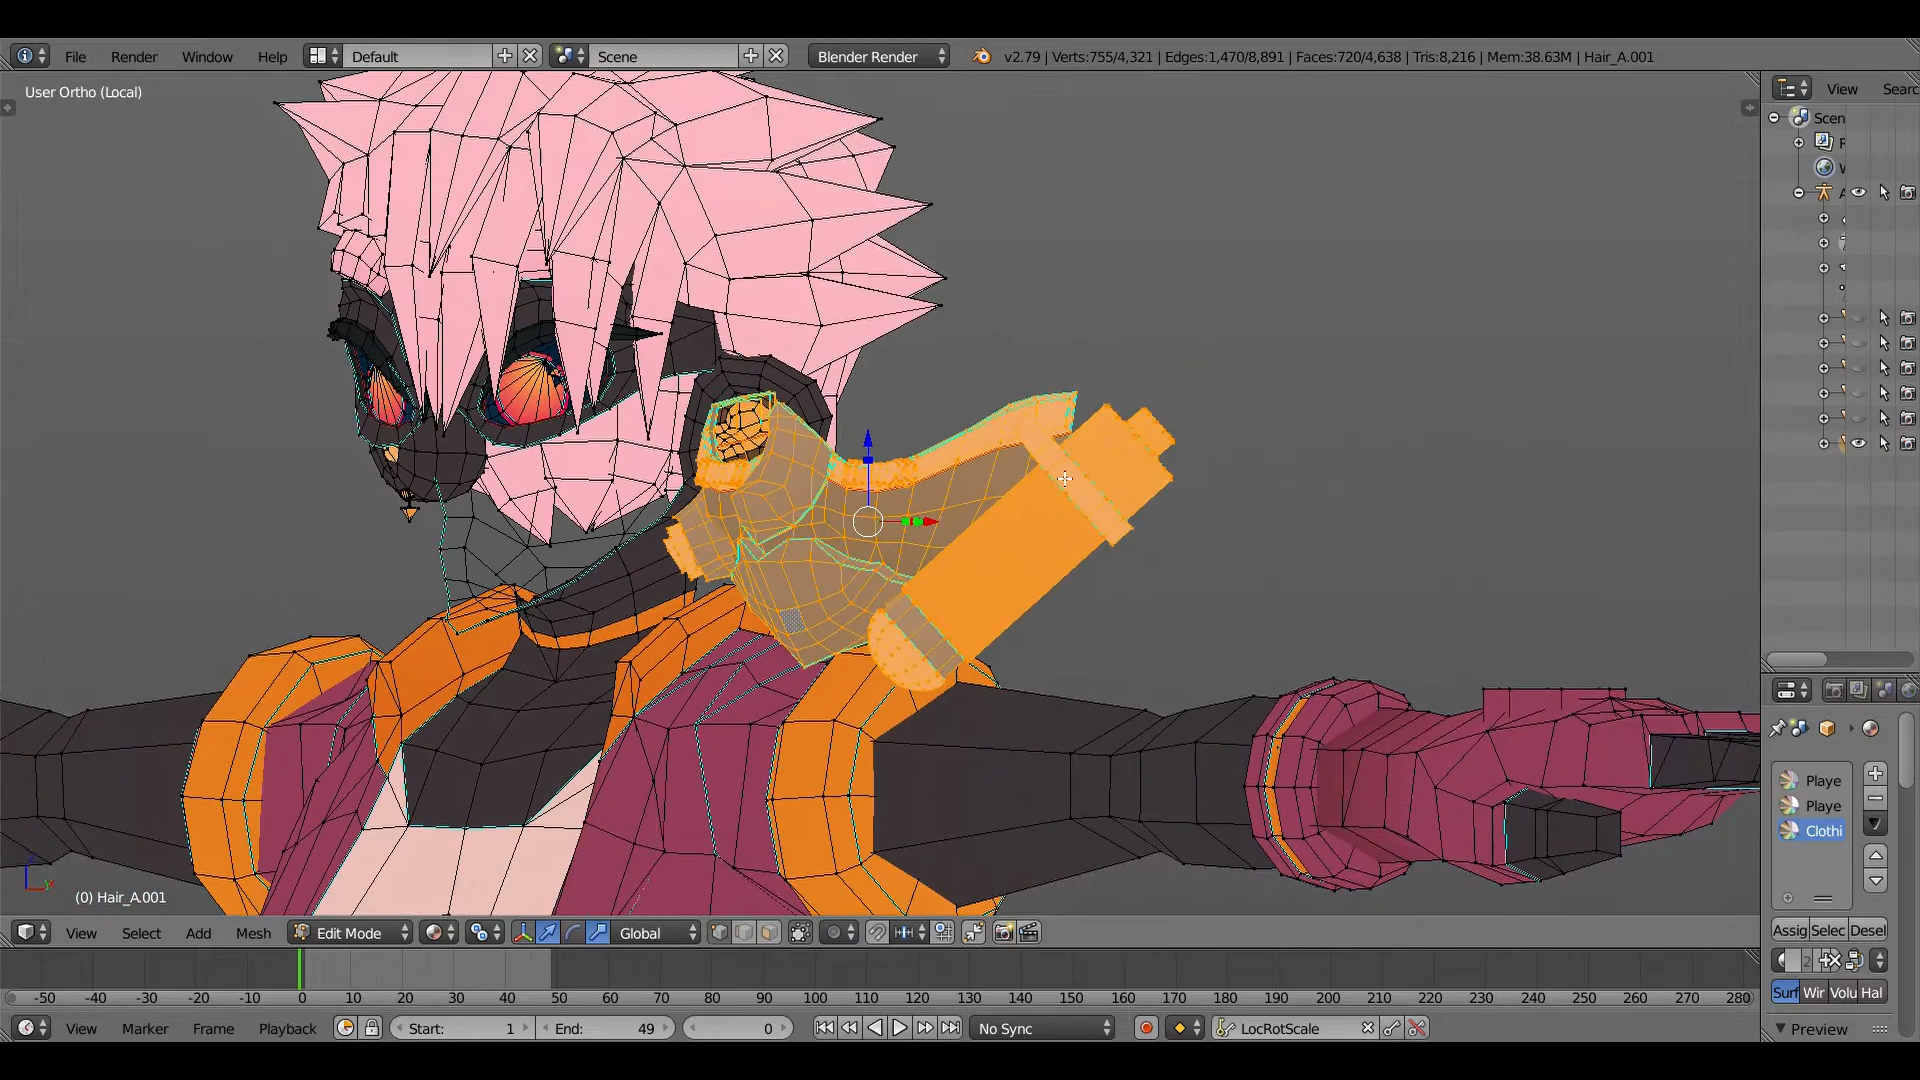 File Render Window Help Default Scene Blender Render v2.79 | Verts:755/4,321 | Edges:1,470/8,891 | Faces:720/4,638 | Tris:8,216 | Mem:38.63M | Hair_A.001
User Ortho (Local)
View Searc
Scen
Playe
Playe
Clothi
(0) Hair_A.001
Assig Selec Desel
View Select Add Mesh Edit Mode Global
2
Surf Wir Volu Hal
-50 -40 -30 -20 -10 0 10 20 30 40 50 60 70 80 90 100 110 120 130 140 150 160 170 180 190 200 210 220 230 240 250 260 270 280
View Marker Frame Playback Start: 1 End: 49 0 No Sync LocRotScale
Preview